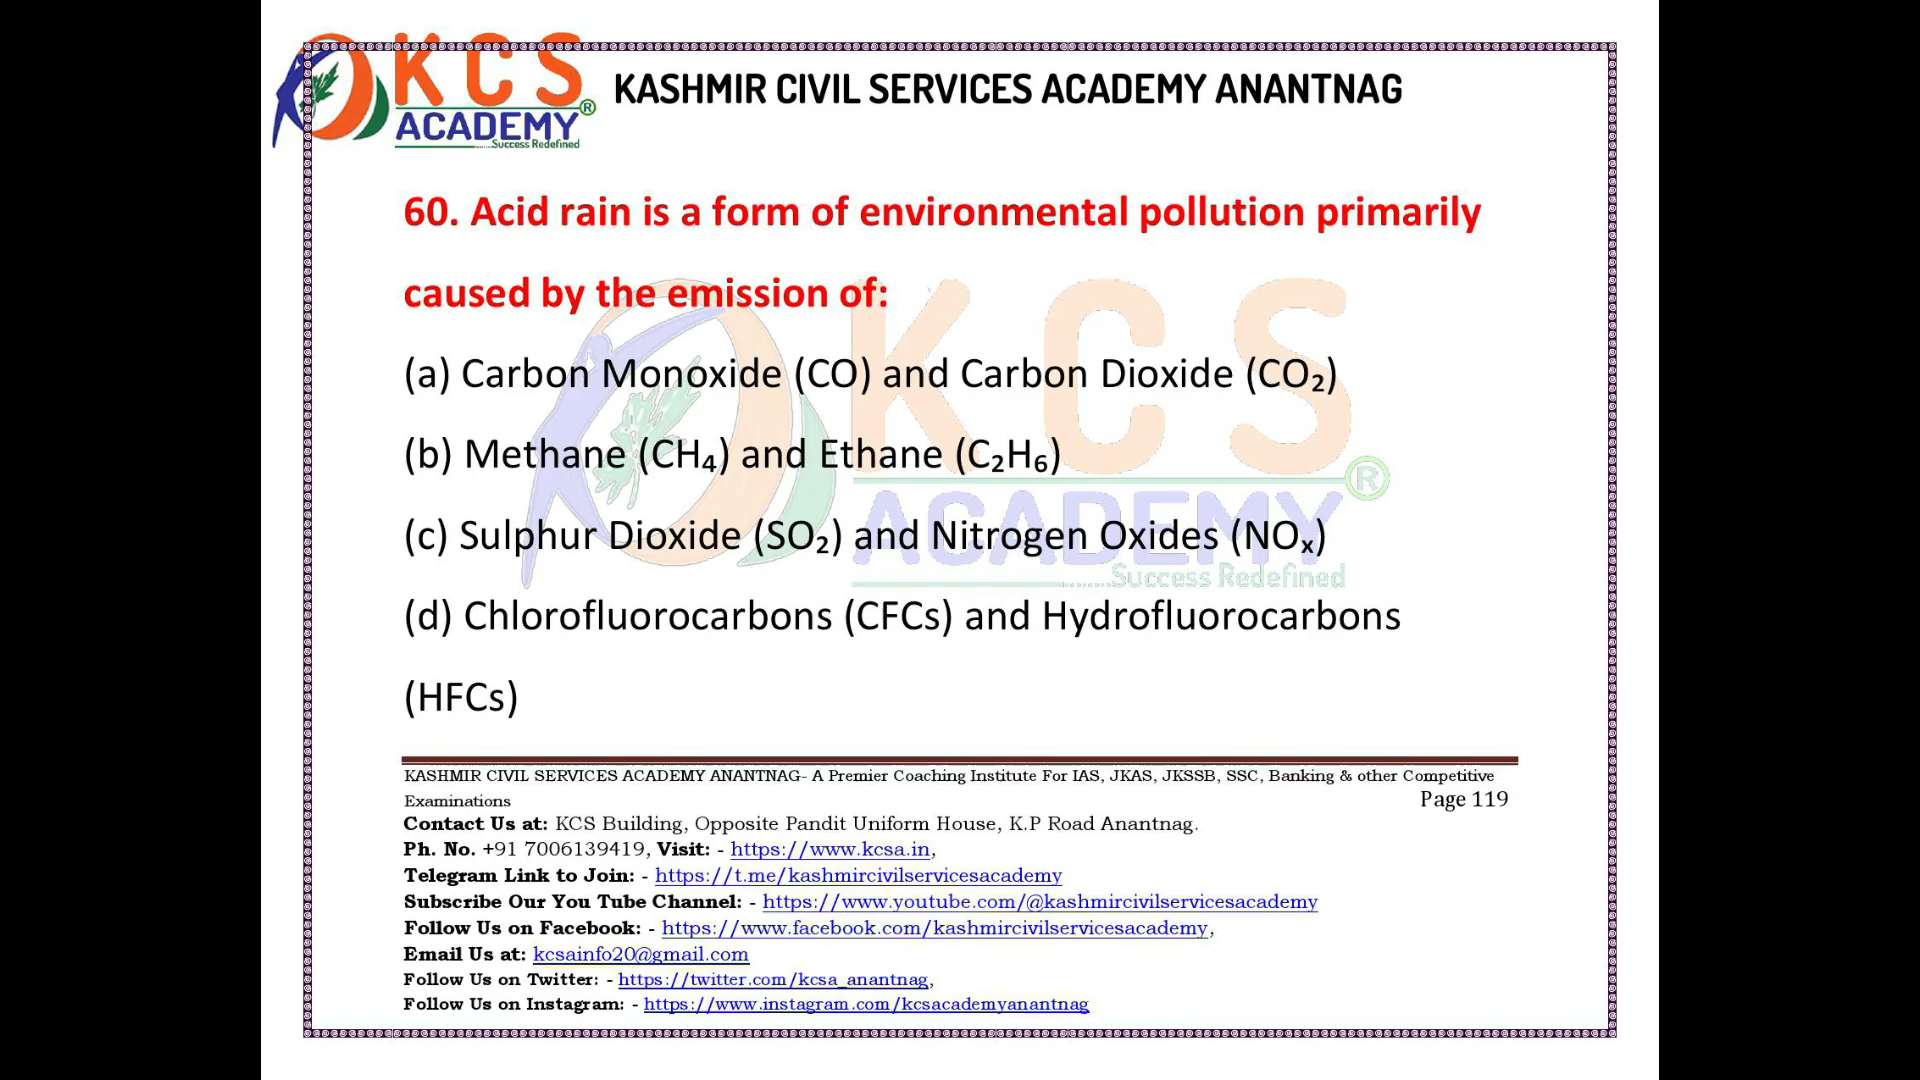 KCS
ACADEMY®
......Success Redefined
KASHMIR CIVIL SERVICES ACADEMY ANANTNAG
60. Acid rain is a form of environmental pollution primarily
caused by the emission of:
(a) Carbon Monoxide (CO) and Carbon Dioxide (CO₂)
(b) Methane (CH₄) and Ethane (C₂H₆)
(c) Sulphur Dioxide (SO₂) and Nitrogen Oxides (NOₓ)
(d) Chlorofluorocarbons (CFCs) and Hydrofluorocarbons
(HFCs)
KCS
ACADEMY®
........Success Redefined
KASHMIR CIVIL SERVICES ACADEMY ANANTNAG- A Premier Coaching Institute For IAS, JKAS, JKSSB, SSC, Banking & other Competitive
Examinations Page 119
Contact Us at: KCS Building, Opposite Pandit Uniform House, K.P Road Anantnag.
Ph. No. +91 7006139419, Visit: - https://www.kcsa.in,
Telegram Link to Join: - https://t.me/kashmircivilservicesacademy
Subscribe Our You Tube Channel: - https://www.youtube.com/@kashmircivilservicesacademy
Follow Us on Facebook: - https://www.facebook.com/kashmircivilservicesacademy,
Email Us at: kcsainfo20@gmail.com
Follow Us on Twitter: - https://twitter.com/kcsa_anantnag,
Follow Us on Instagram: - https://www.instagram.com/kcsacademyanantnag